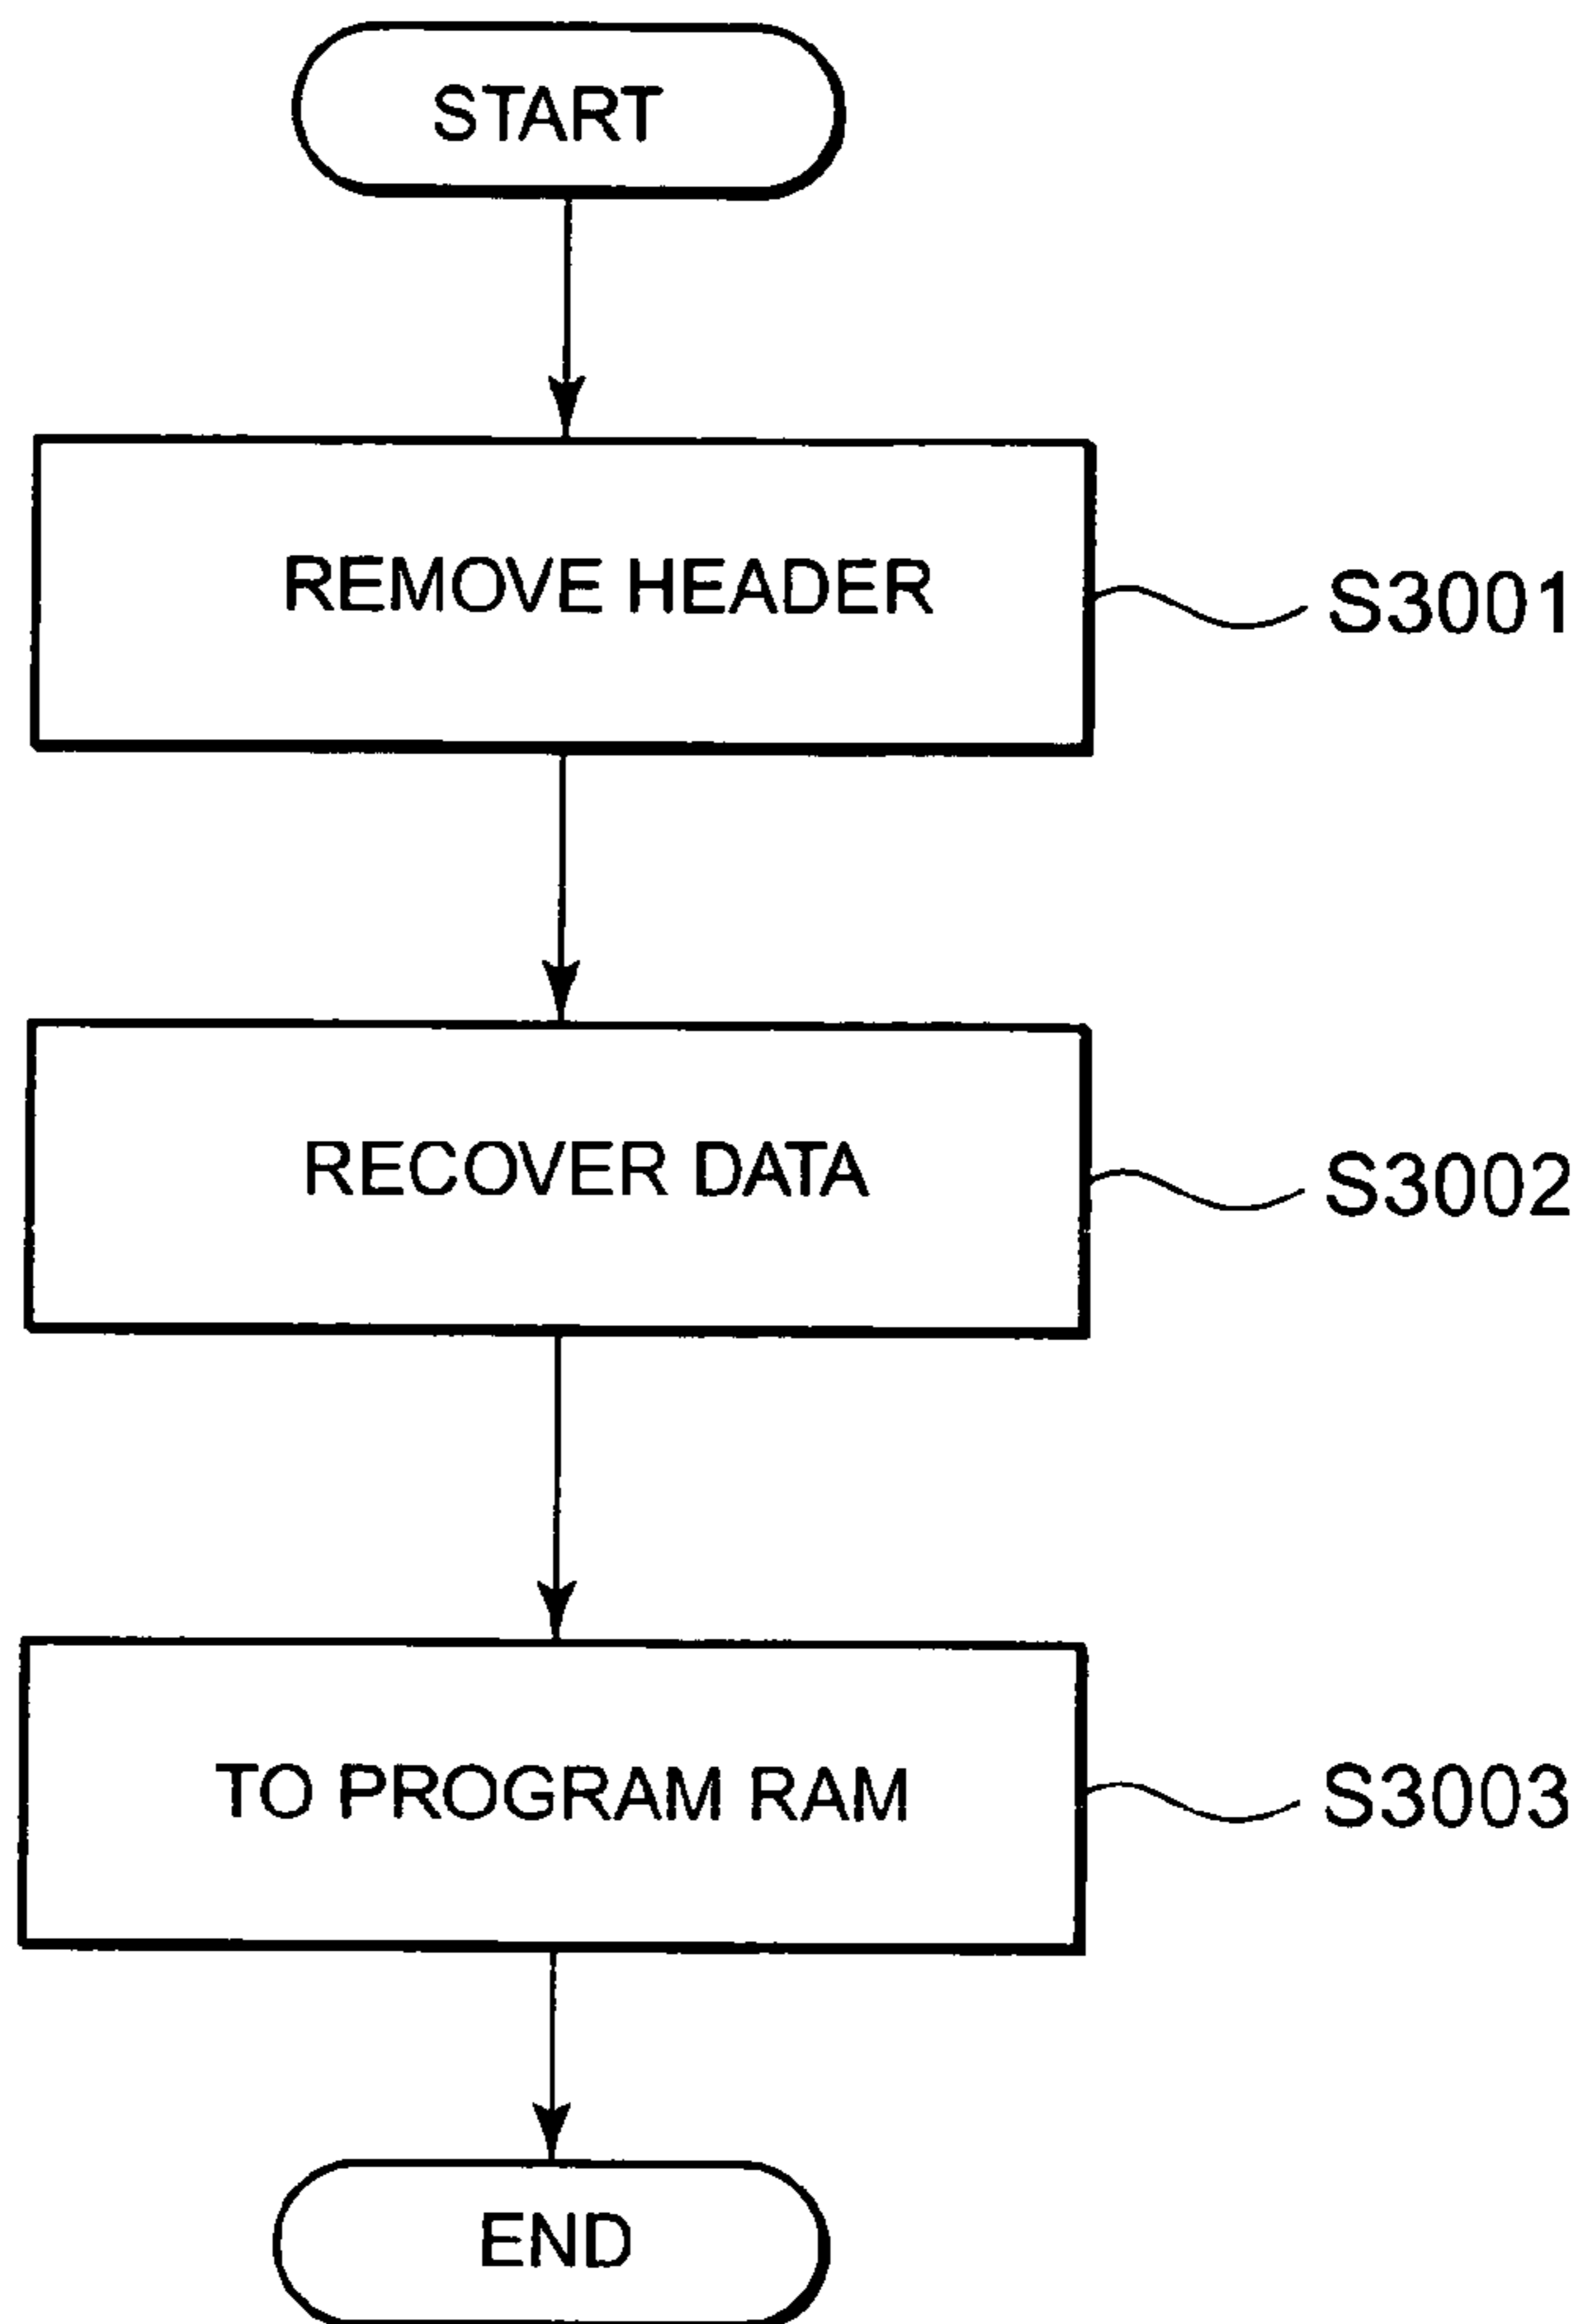 START
REMOVE HEADER
S3001
RECOVER DATA
S3002
TO PROGRAM RAM
S3003
END